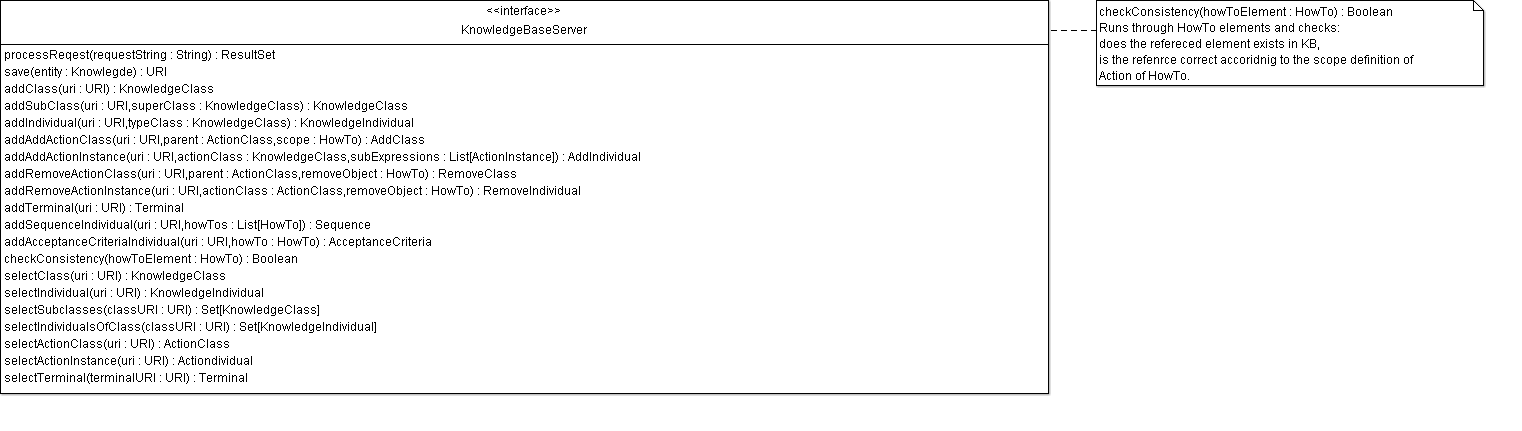 <<interface>>
KnowledgeBaseServer
processReqest(requestString : String) : ResultSet
save(entity : Knowlegde) : URI
addClass(uri : URI) : KnowledgeClass
addSubClass(uri : URI,superClass : KnowledgeClass) : KnowledgeClass
addIndividual(uri : URI,typeClass : KnowledgeClass) : KnowledgeIndividual
addAddActionClass(uri : URI,parent : ActionClass,scope : HowTo) : AddClass
addAddActionInstance(uri : URI,actionClass : KnowledgeClass,subExpressions : List[ActionInstance]) : AddIndividual
addRemoveActionClass(uri : URI,parent : ActionClass,removeObject : HowTo) : RemoveClass
addRemoveActionInstance(uri : URI,actionClass : ActionClass,removeObject : HowTo) : RemoveIndividual
addTerminal(uri : URI) : Terminal
addSequenceIndividual(uri : URI,howTos : List[HowTo]) : Sequence
addAcceptanceCriteriaIndividual(uri : URI,howTo : HowTo) : AcceptanceCriteria
checkConsistency(howToElement : HowTo) : Boolean
selectClass(uri : URI) : KnowledgeClass
selectIndividual(uri : URI) : KnowledgeIndividual
selectSubclasses(classURI : URI) : Set[KnowledgeClass]
selectIndividualsOfClass(classURI : URI) : Set[KnowledgeIndividual]
selectActionClass(uri : URI) : ActionClass
selectActionInstance(uri : URI) : Actiondividual
selectTerminal(terminalURI : URI) : Terminal
checkConsistency(howToElement : HowTo) : Boolean
Runs through HowTo elements and checks:
does the refereced element exists in KB,
is the refenrce correct accoridnig to the scope definition of
Action of HowTo.